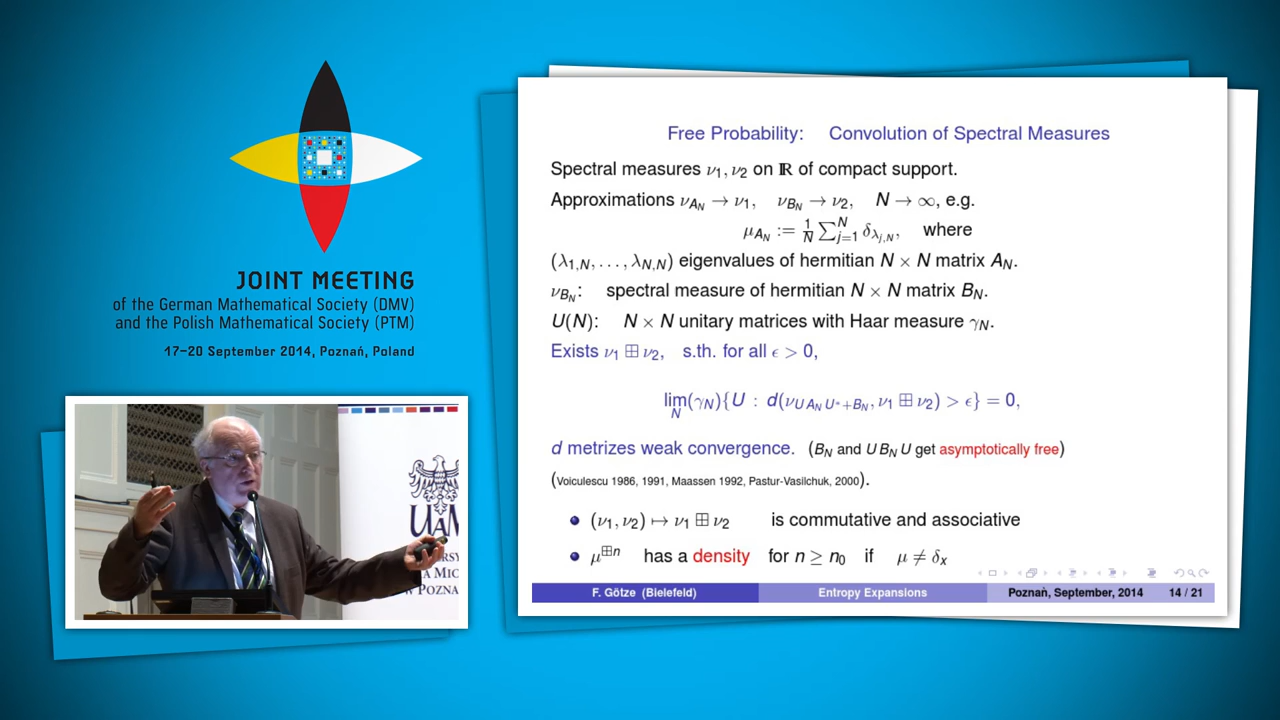 JOINT MEETING
of the German Mathematical Society (DMV)
and the Polish Mathematical Society (PTM)
17–20 September 2014, Poznań, Poland
UAM
Free Probability: Convolution of Spectral Measures
Spectral measures ν₁, ν₂ on ℝ of compact support.
Approximations ν_{A_N} → ν₁, ν_{B_N} → ν₂, N → ∞, e.g.
μ_{A_N} := \frac{1}{N} ∑_{j=1}^{N} δ_{λ_{j,N}}, where
(λ_{1,N}, . . . , λ_{N,N}) eigenvalues of hermitian N × N matrix A_N.
ν_{B_N}: spectral measure of hermitian N × N matrix B_N.
U(N): N × N unitary matrices with Haar measure γ_N.
Exists ν₁ ⊞ ν₂, s.th. for all ϵ > 0,
lim_N (γ_N){U : d(ν_{U A_N U*+B_N}, ν₁ ⊞ ν₂) > ϵ} = 0,
d metrizes weak convergence. (B_N and U B_N U get asymptotically free)
(Voiculescu 1986, 1991, Maassen 1992, Pastur-Vasilchuk, 2000).
(ν₁, ν₂) ↦ ν₁ ⊞ ν₂ is commutative and associative
μ^{⊞n} has a density for n ≥ n₀ if μ ≠ δ_x
F. Götze (Bielefeld) Entropy Expansions Poznań, September, 2014 14 / 21